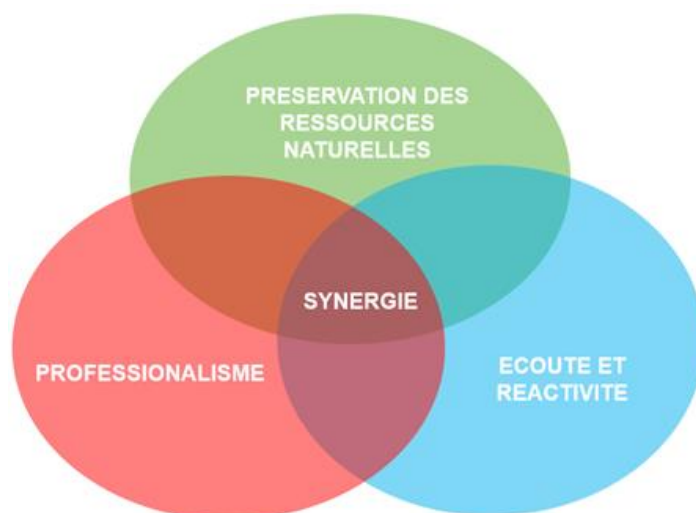 PRESERVATION DES
RESSOURCES
NATURELLES
SYNERGIE
PROFESSIONALISME
ECOUTE ET
REACTIVITE